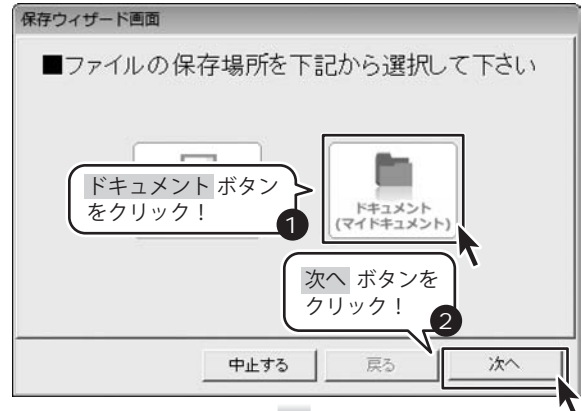 保存ウィザード画面
■ファイルの保存場所を下記から選択して下さい
ドキュメント ボタン
をクリック！
1
ドキュメント
(マイドキュメント)
次へ ボタンを
クリック！
2
中止する
戻る
次へ